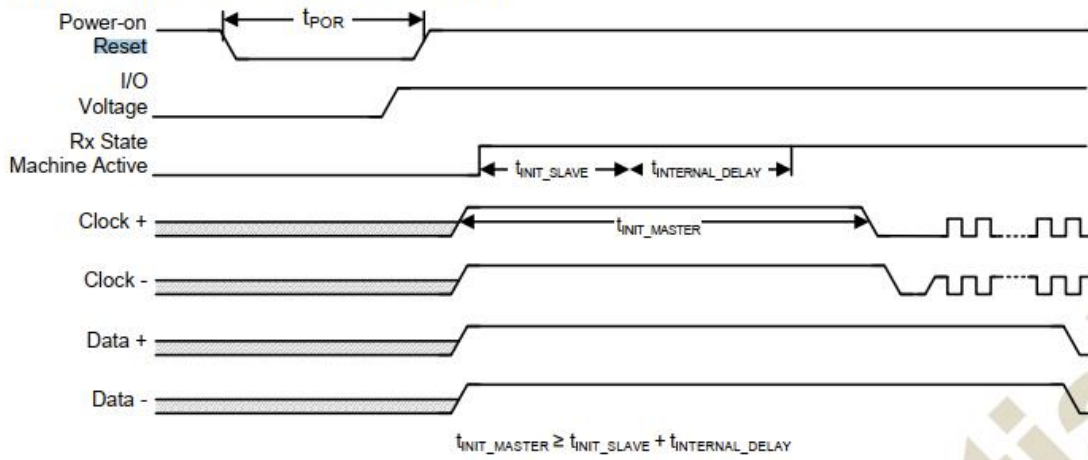 Power-on
Reset
tPOR
I/O
Voltage
Rx State
Machine Active
tINIT_SLAVE
tINTERNAL_DELAY
Clock +
tINIT_MASTER
Clock -
Data +
Data -
tINIT_MASTER ≥ tINIT_SLAVE + tINTERNAL_DELAY